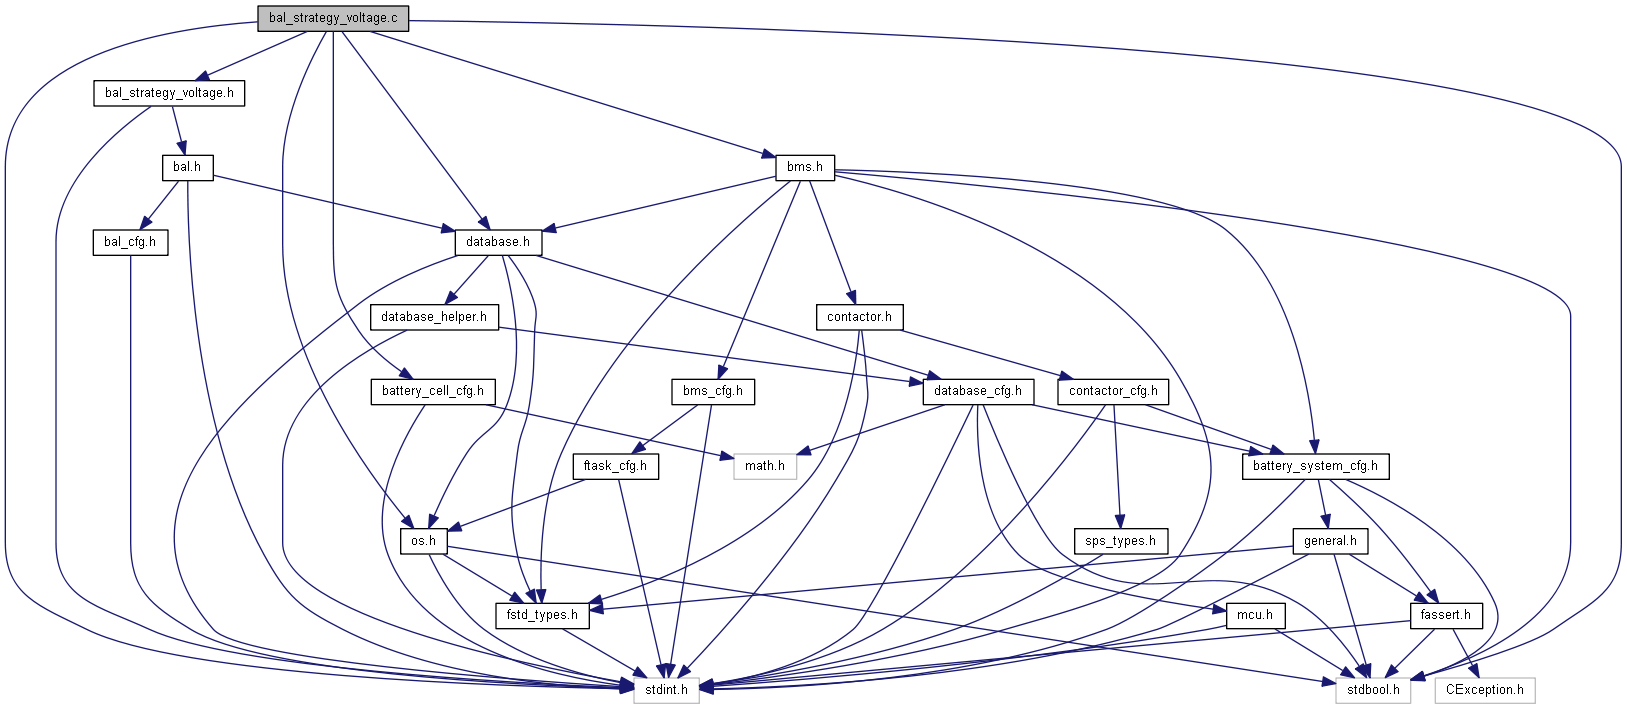 bal_strategy_voltage.c
bal_strategy_voltage.h
bal.h
bms.h
bal_cfg.h
database.h
database_helper.h
contactor.h
battery_cell_cfg.h
bms_cfg.h
database_cfg.h
contactor_cfg.h
ftask_cfg.h
math.h
battery_system_cfg.h
os.h
sps_types.h
general.h
fstd_types.h
mcu.h
fassert.h
stdint.h
stdbool.h
CException.h